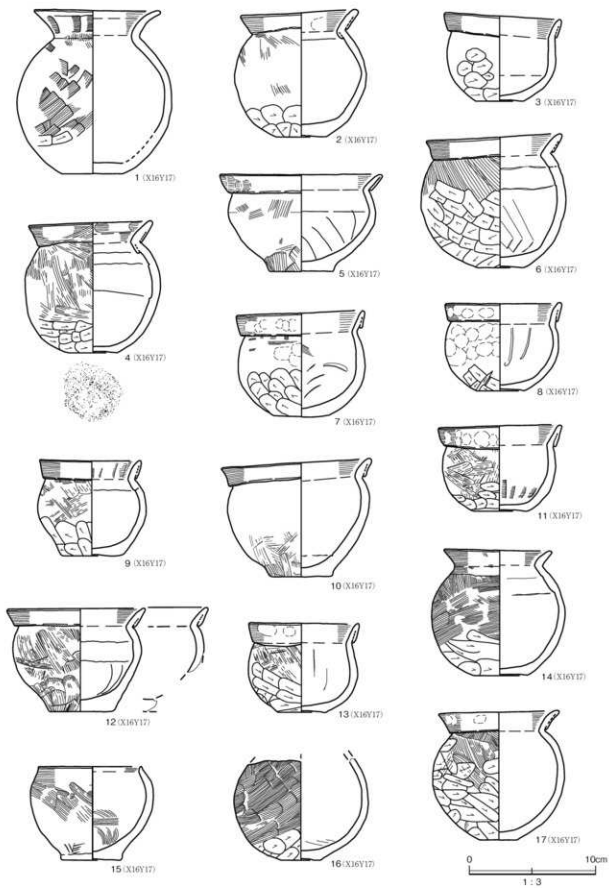 1 (X16Y17)
2 (X16Y17)
3 (X16Y17)
4 (X16Y17)
5 (X16Y17)
6 (X16Y17)
7 (X16Y17)
8 (X16Y17)
9 (X16Y17)
10 (X16Y17)
11 (X16Y17)
12 (X16Y17)
13 (X16Y17)
14 (X16Y17)
15 (X16Y17)
16 (X16Y17)
17 (X16Y17)
0 10cm
1 : 3